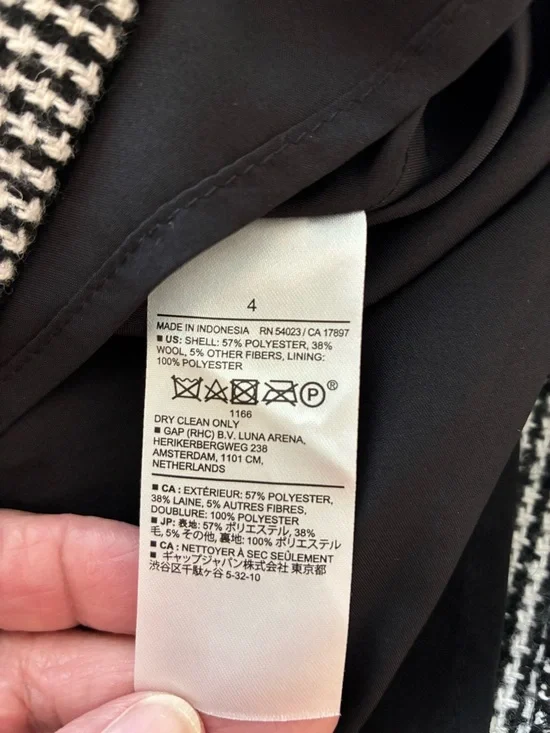 4
MADE IN INDONESIA RN 54023 / CA 17897
■ US: SHELL: 57% POLYESTER, 38%
WOOL, 5% OTHER FIBERS, LINING:
100% POLYESTER
P®
1166
DRY CLEAN ONLY
■ GAP (RHC) B.V. LUNA ARENA,
HERIKERBERGWEG 238
AMSTERDAM, 1101 CM,
NETHERLANDS
■ CA : EXTÉRIEUR: 57% POLYESTER,
38% LAINE, 5% AUTRES FIBRES,
DOUBLURE: 100% POLYESTER
■ JP: 表地: 57% ポリエステル, 38%
毛, 5% その他, 裏地: 100% ポリエステル
■ CA : NETTOYER À SEC SEULEMENT
■ ギャップジャパン株式会社 東京都
渋谷区千駄ヶ谷 5-32-10